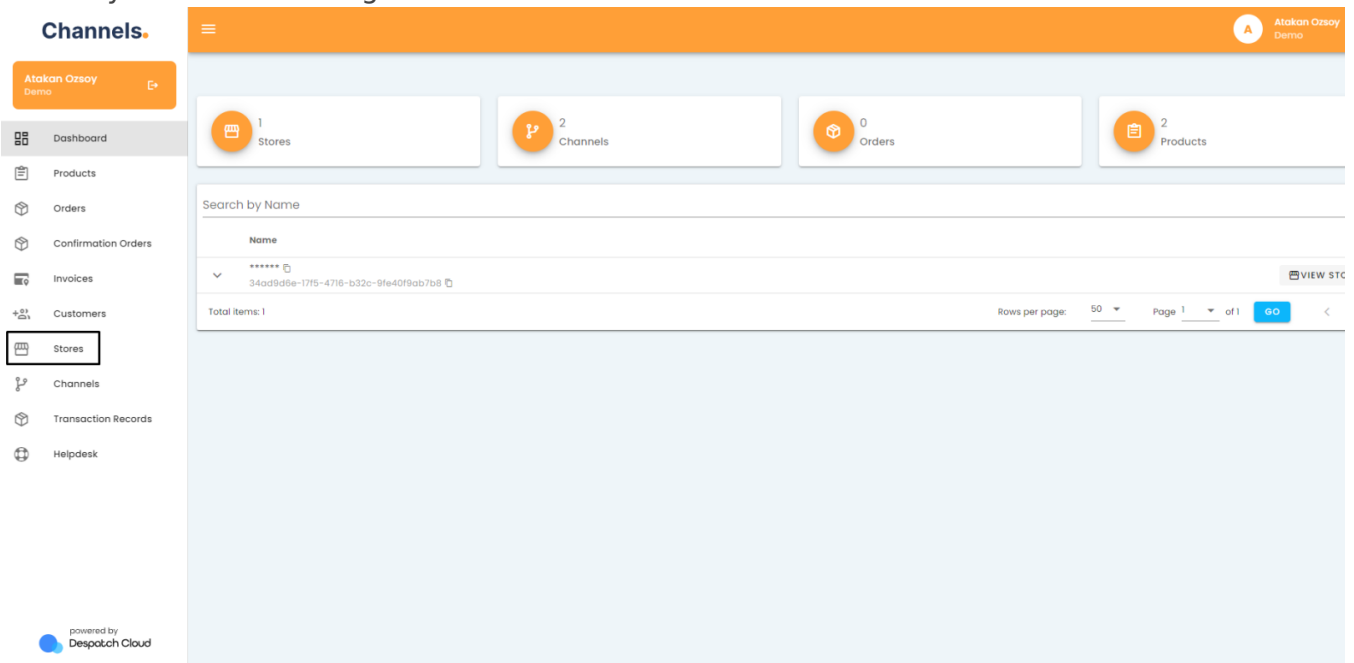 Channels.
Atakan Ozsoy
Demo
A
Atakan Ozsoy
Demo
Dashboard
Products
Orders
Confirmation Orders
Invoices
Customers
Stores
Channels
Transaction Records
Helpdesk
powered by
Despatch Cloud
1
Stores
2
Channels
0
Orders
2
Products
Search by Name
Name
******
34ad9d6e-17f5-4716-b32c-9fe40f9ab7b8
VIEW STO
Total items: 1
Rows per page: 50 Page 1 of 1 GO